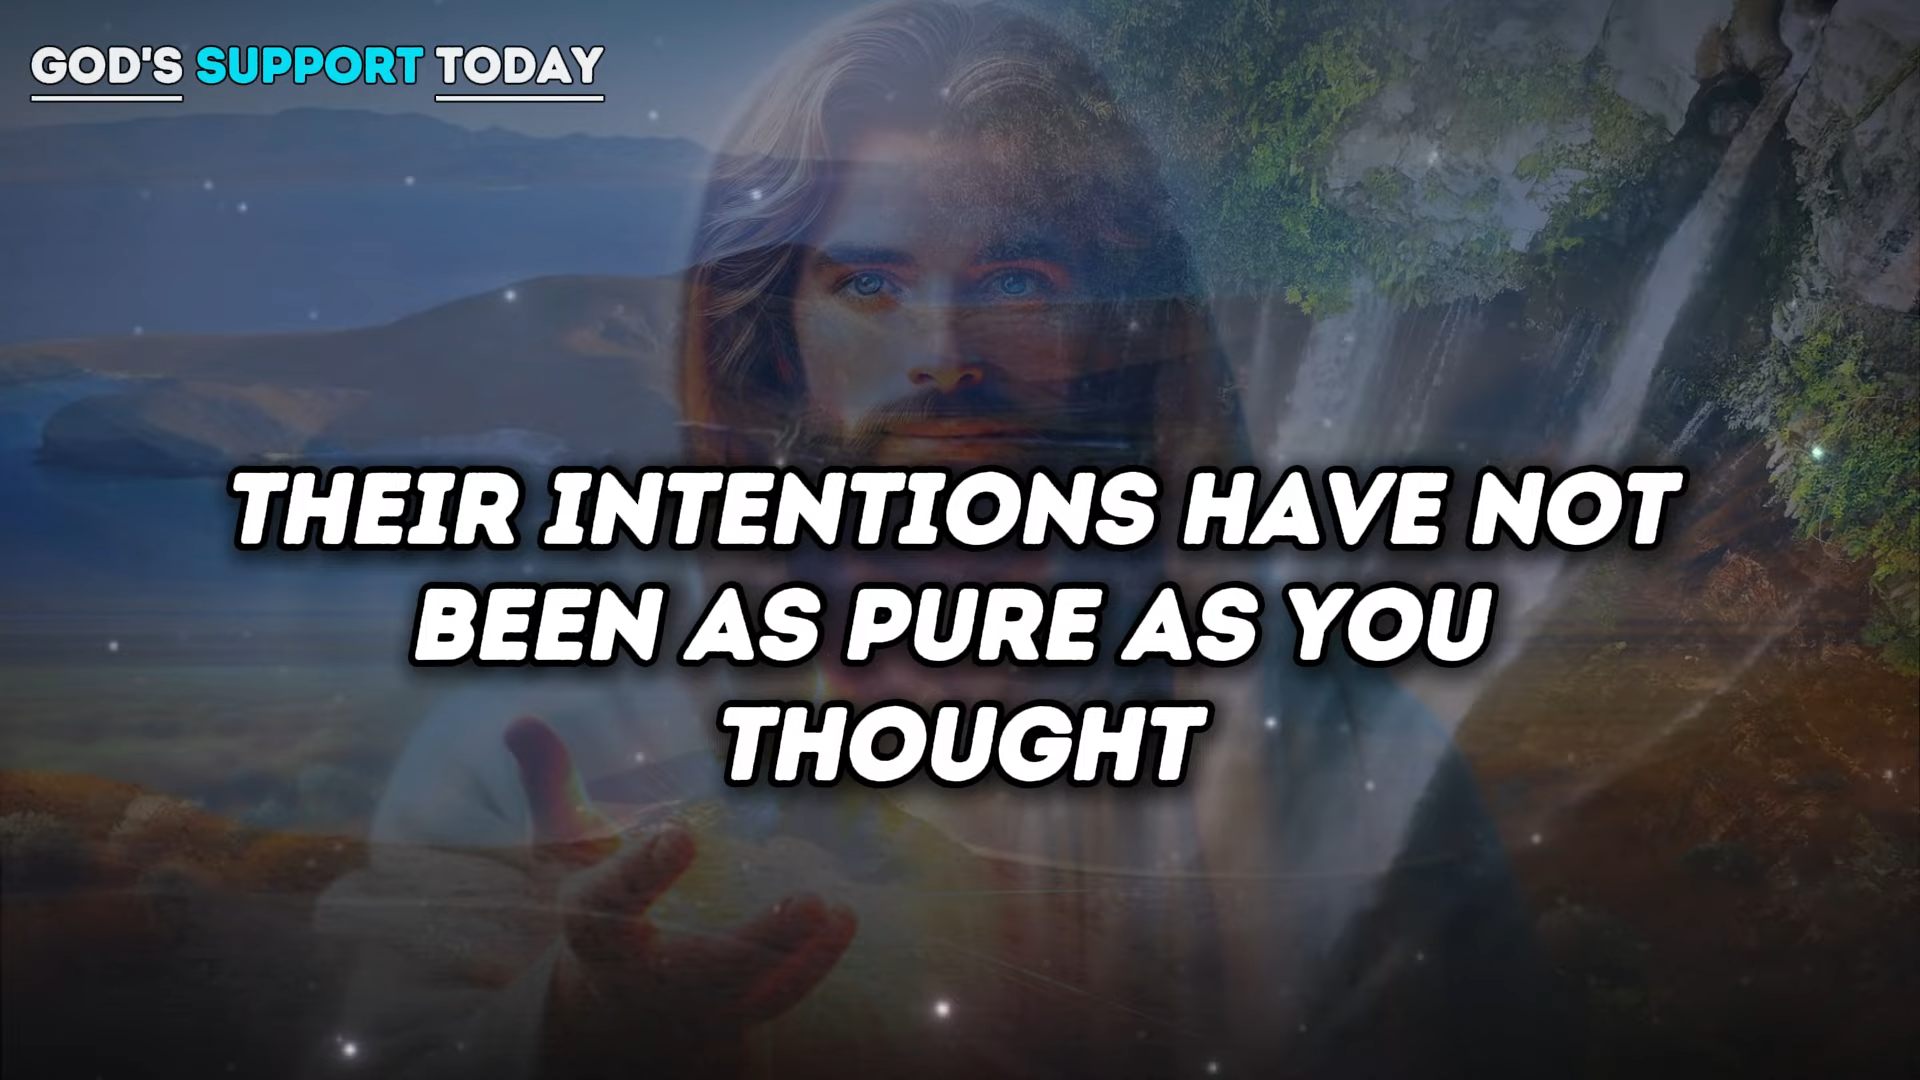 GOD'S SUPPORT TODAY
THEIR INTENTIONS HAVE NOT
BEEN AS PURE AS YOU
THOUGHT